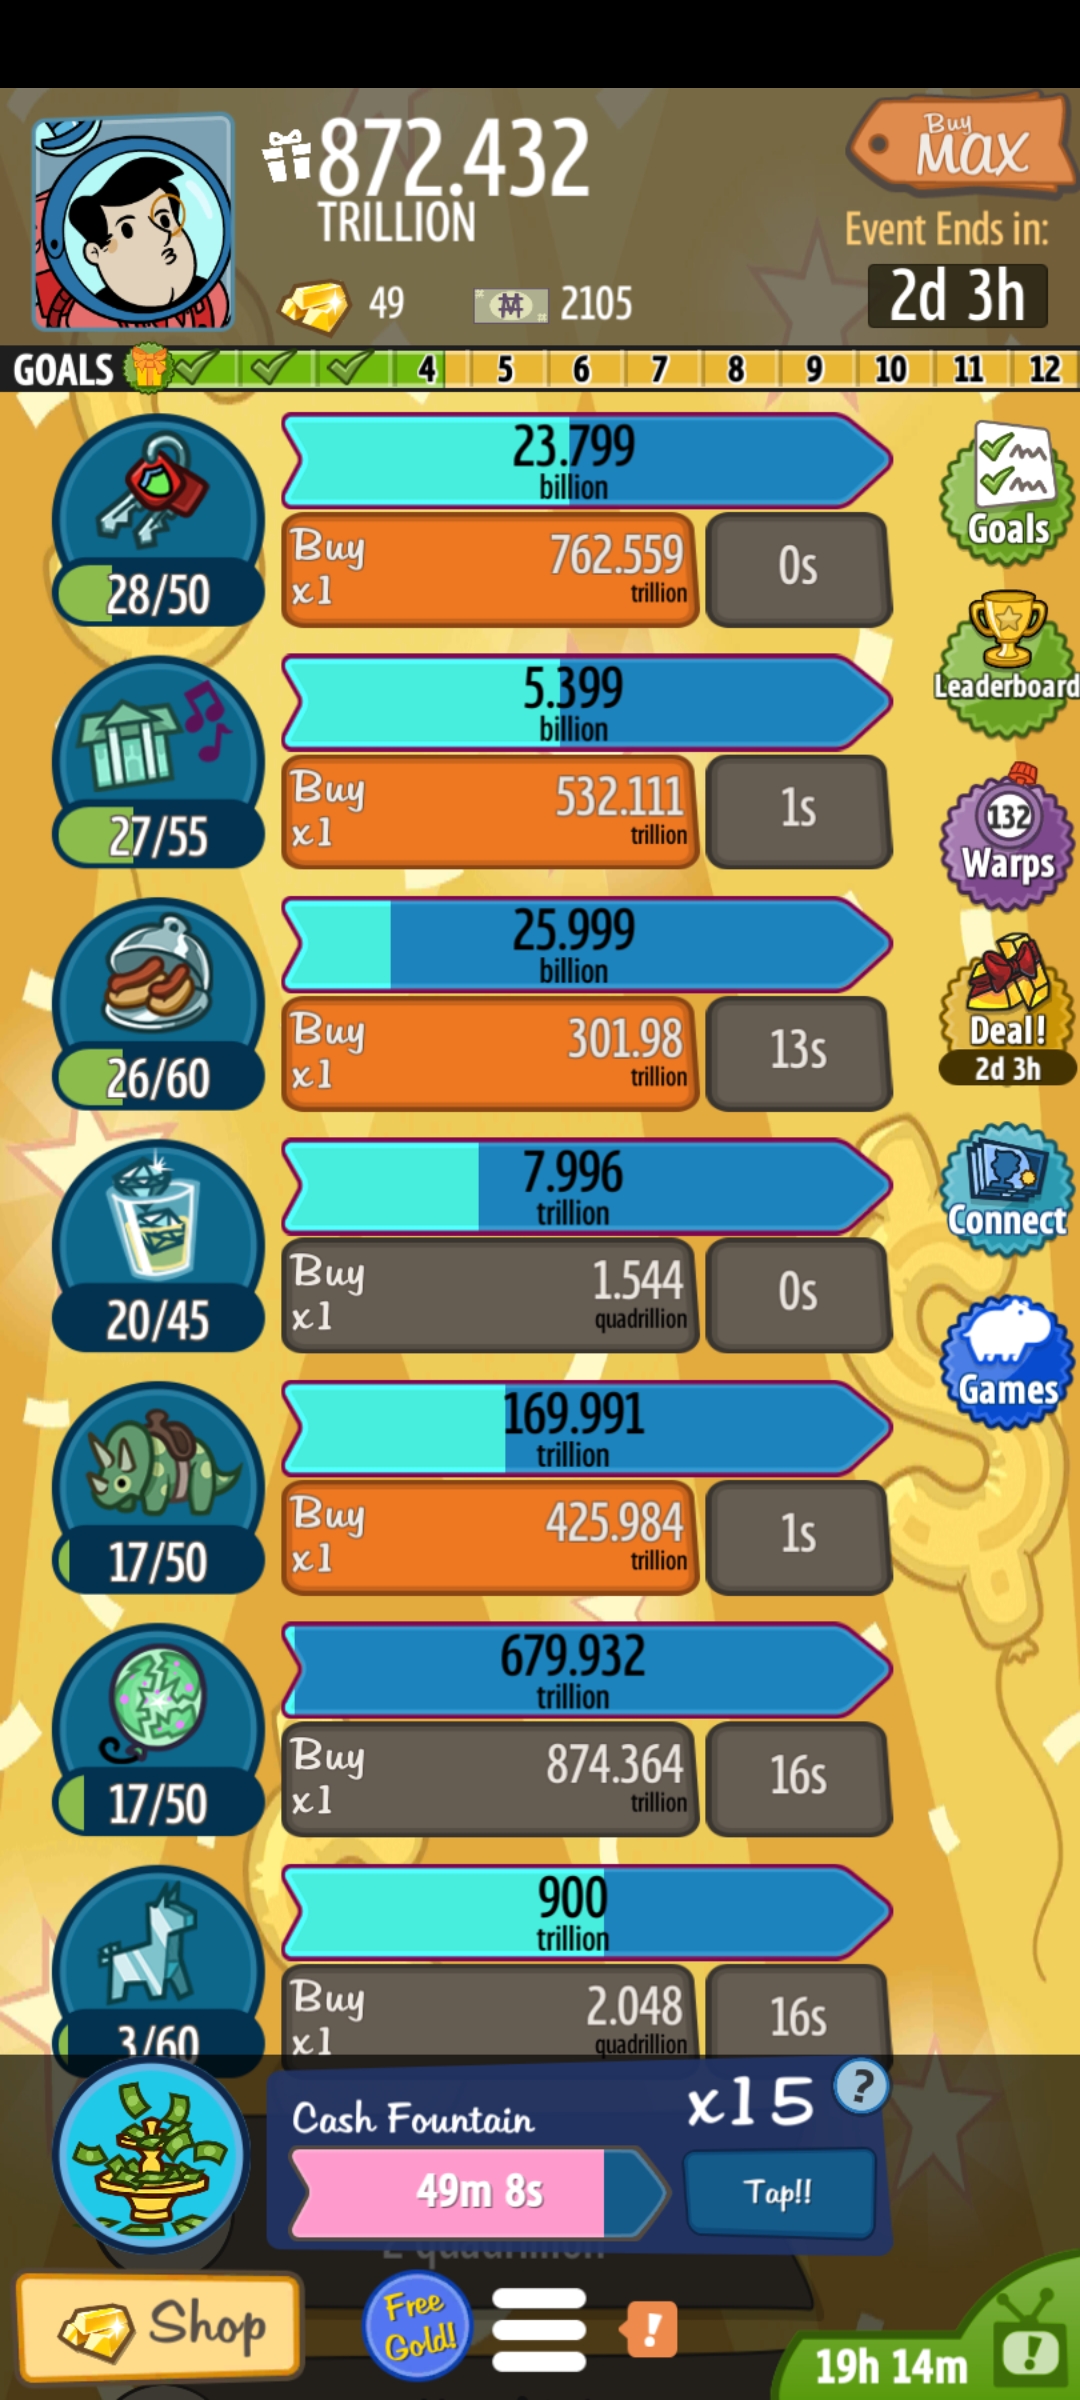 872.432
TRILLION
Buy
MAX
Event Ends in:
2d 3h
49
2105
GOALS 4 5 6 7 8 9 10 11 12
23.799
billion
Buy
x1
762.559
trillion
0s
28/50
Goals
5.399
billion
Buy
x1
532.111
trillion
1s
27/55
Leaderboard
25.999
billion
Buy
x1
301.98
trillion
13s
26/60
132
Warps
Deal!
2d 3h
7.996
trillion
Buy
x1
1.544
quadrillion
0s
20/45
Connect
169.991
trillion
Buy
x1
425.984
trillion
1s
17/50
Games
679.932
trillion
Buy
x1
874.364
trillion
16s
17/50
900
trillion
Buy
x1
2.048
quadrillion
16s
3/60
Cash Fountain
x15
?
49m 8s
Tap!!
2 quadrillion
Shop
Free
Gold!
!
19h 14m
!